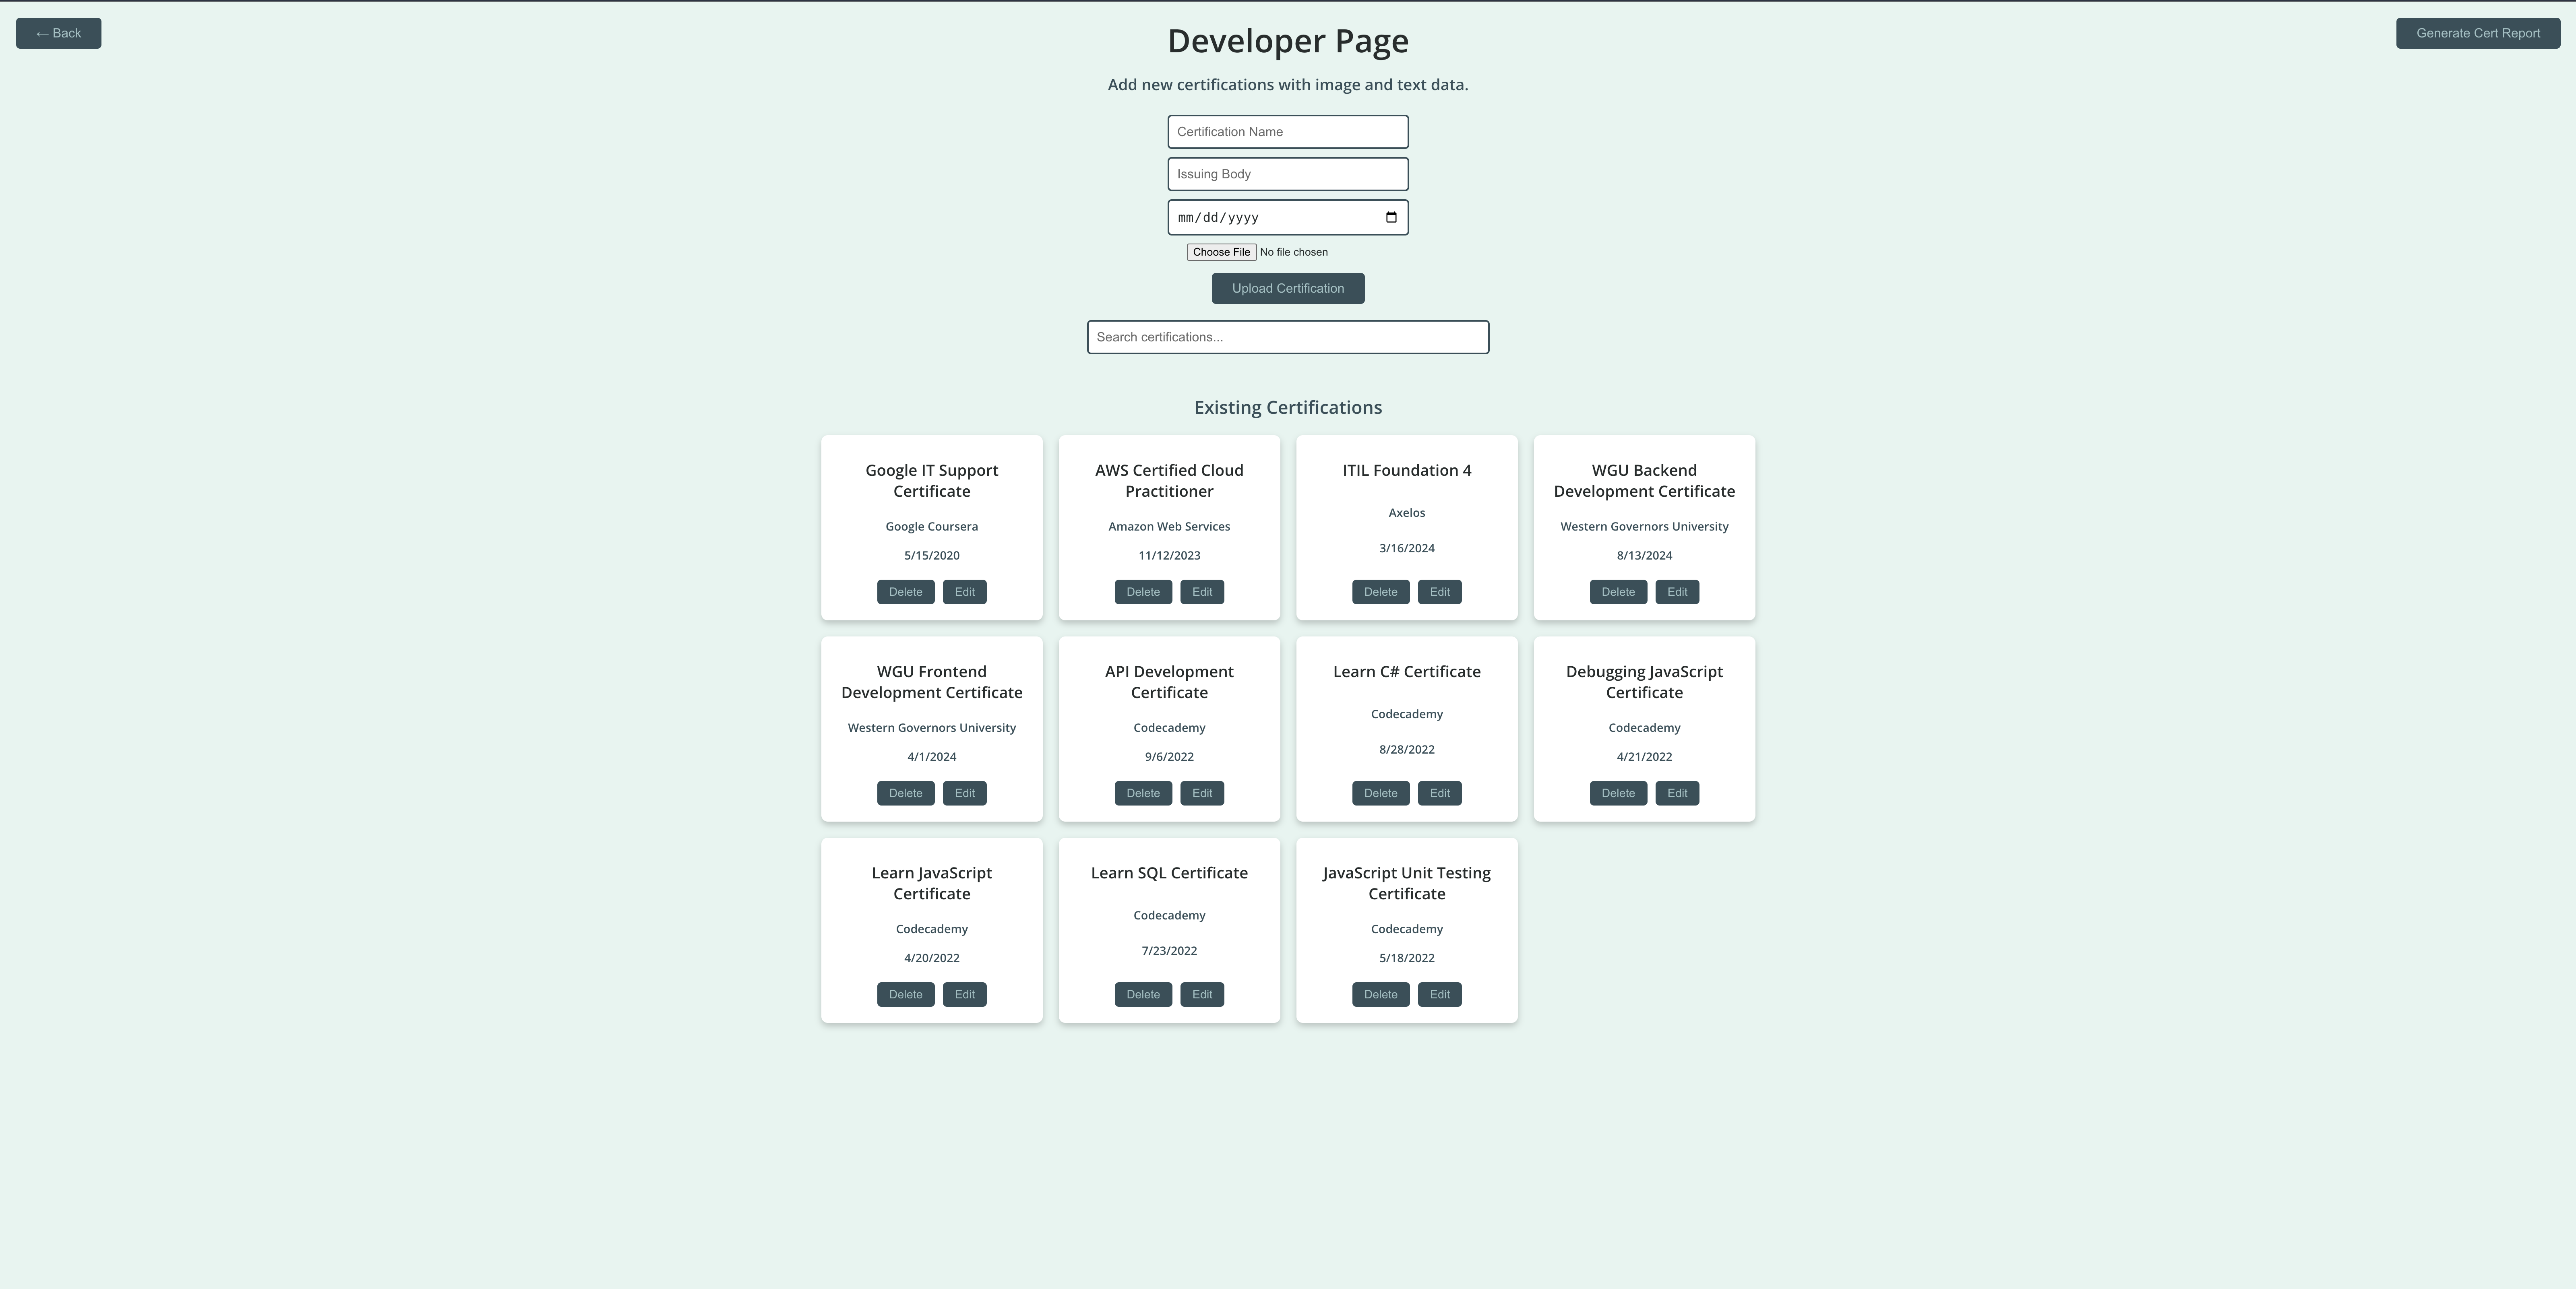 ← Back
Developer Page
Generate Cert Report
Add new certifications with image and text data.
Certification Name
Issuing Body
mm/dd/yyyy
Choose File No file chosen
Upload Certification
Search certifications...
Existing Certifications
Google IT Support
Certificate
Google Coursera
5/15/2020
Delete Edit
AWS Certified Cloud
Practitioner
Amazon Web Services
11/12/2023
Delete Edit
ITIL Foundation 4
Axelos
3/16/2024
Delete Edit
WGU Backend
Development Certificate
Western Governors University
8/13/2024
Delete Edit
WGU Frontend
Development Certificate
Western Governors University
4/1/2024
Delete Edit
API Development
Certificate
Codecademy
9/6/2022
Delete Edit
Learn C# Certificate
Codecademy
8/28/2022
Delete Edit
Debugging JavaScript
Certificate
Codecademy
4/21/2022
Delete Edit
Learn JavaScript
Certificate
Codecademy
4/20/2022
Delete Edit
Learn SQL Certificate
Codecademy
7/23/2022
Delete Edit
JavaScript Unit Testing
Certificate
Codecademy
5/18/2022
Delete Edit